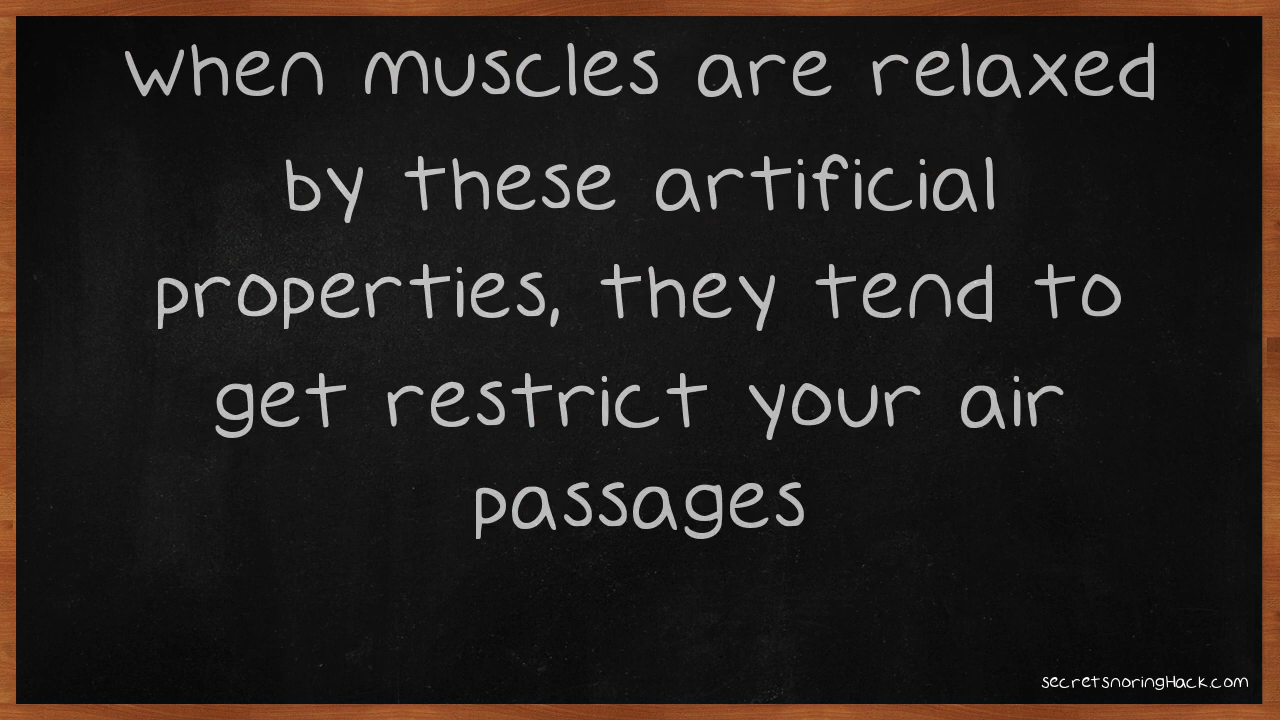 When muscles are relaxed
by these artificial
properties, they tend to
get restrict your air
passages
secretsnoringHack.com